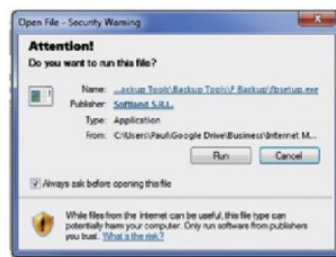 Open File - Security Warning
Attention!
Do you want to run this file?
Name: ...ackup Tools\Backup Tools\F Backup\fbsetup.exe
Publisher: Softland S.R.L.
Type: Application
From: C:\Users\Paul\Google Drive\Business\Internet M...
Run Cancel
Always ask before opening this file
While files from the Internet can be useful, this file type can
potentially harm your computer. Only run software from publishers
you trust. What's the risk?